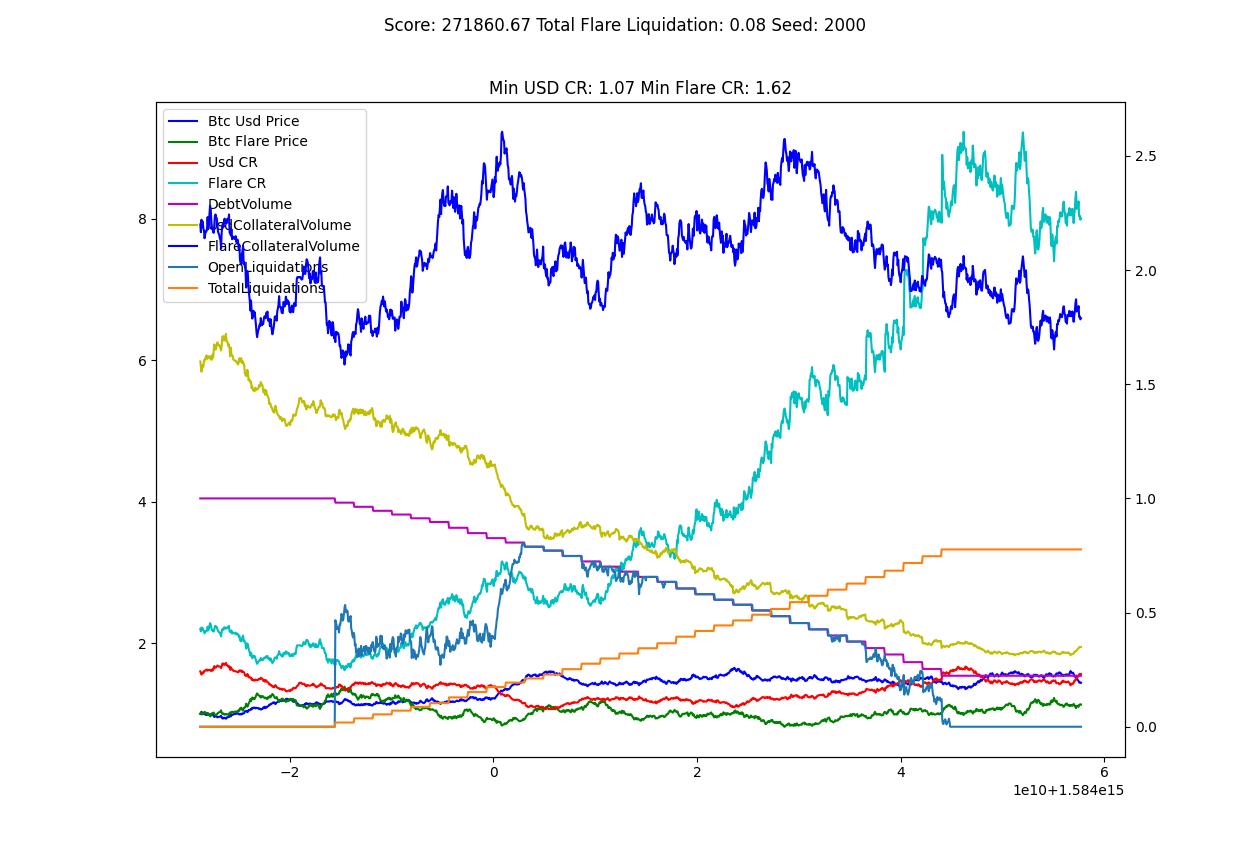 Score: 271860.67 Total Flare Liquidation: 0.08 Seed: 2000
Min USD CR: 1.07 Min Flare CR: 1.62
Btc Usd Price
Btc Flare Price
Usd CR
Flare CR
DebtVolume
UsdCollateralVolume
FlareCollateralVolume
OpenLiquidations
TotalLiquidations
8
6
4
2
2.5
2.0
1.5
1.0
0.5
0.0
−2
0
2
4
6
1e10+1.584e15